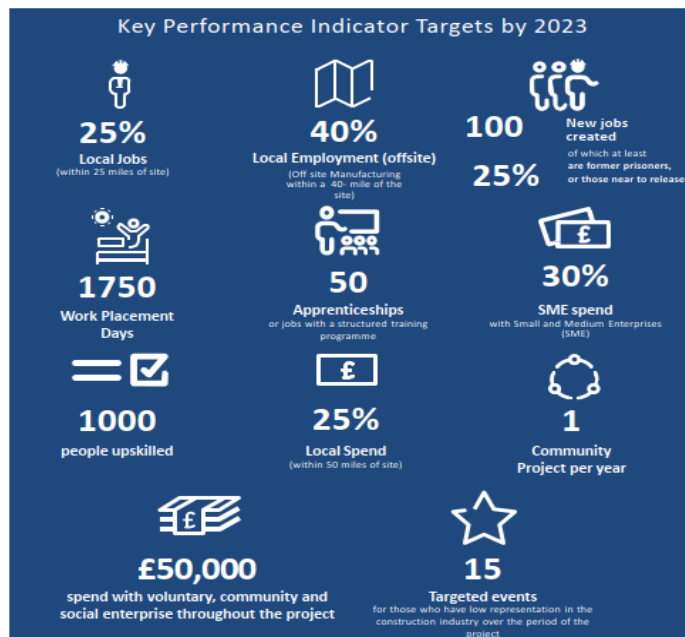 Key Performance Indicator Targets by 2023
25%
Local Jobs
(within 25 miles of site)
40%
Local Employment (offsite)
(Off site Manufacturing
within a 40- mile of the
site)
100
New jobs
created
of which at least
25%
are former prisoners,
or those near to release
1750
Work Placement
Days
50
Apprenticeships
or jobs with a structured training
programme
£
30%
SME spend
with Small and Medium Enterprises
(SME)
1000
people upskilled
£
25%
Local Spend
(within 50 miles of site)
1
Community
Project per year
£
£50,000
spend with voluntary, community and
social enterprise throughout the project
15
Targeted events
for those who have low representation in the
construction industry over the period of the
project